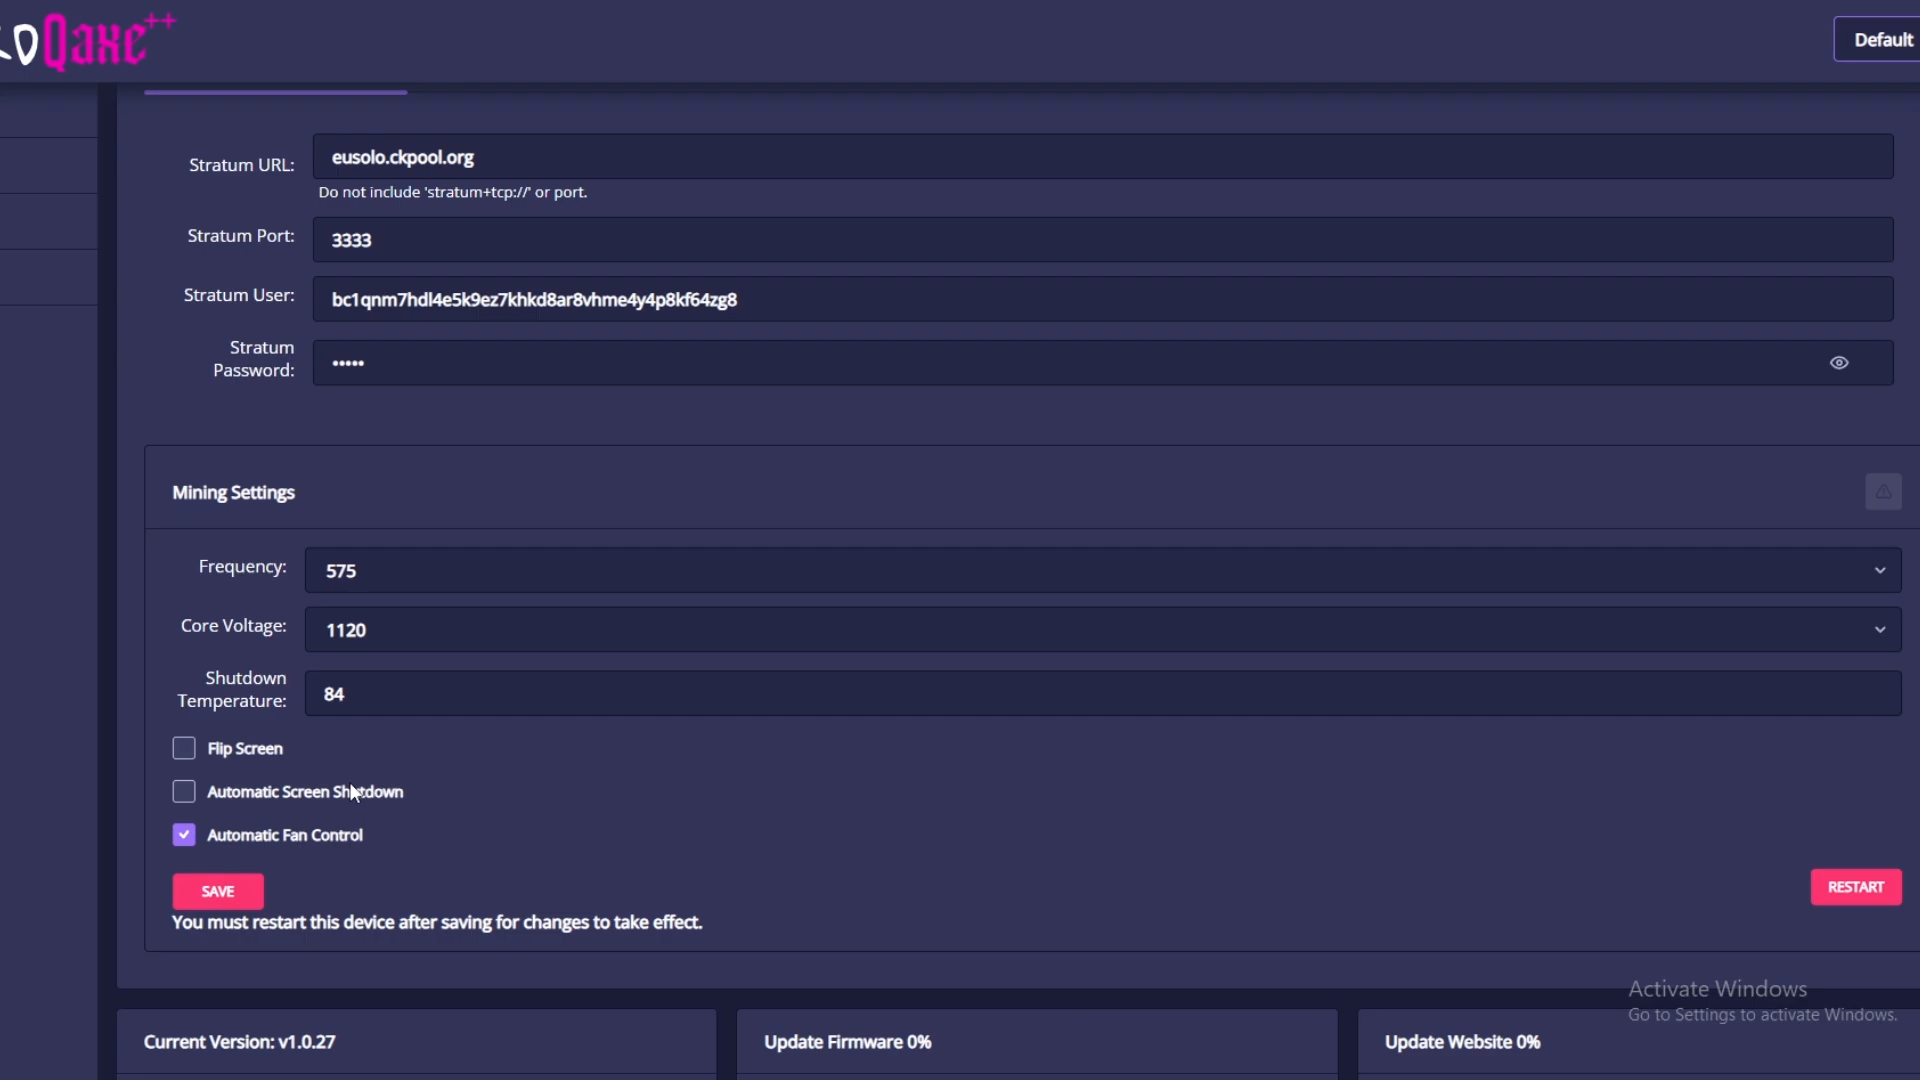 Qaxe++
Default
Stratum URL: eusolo.ckpool.org
Do not include 'stratum+tcp://' or port.
Stratum Port: 3333
Stratum User: bc1qnm7hdl4e5k9ez7khkd8ar8vhme4y4p8kf64zg8
Stratum
Password: •••••
Mining Settings
Frequency: 575
Core Voltage: 1120
Shutdown
Temperature: 84
Flip Screen
Automatic Screen Shutdown
Automatic Fan Control
SAVE
RESTART
You must restart this device after saving for changes to take effect.
Activate Windows
Go to Settings to activate Windows.
Current Version: v1.0.27
Update Firmware 0%
Update Website 0%